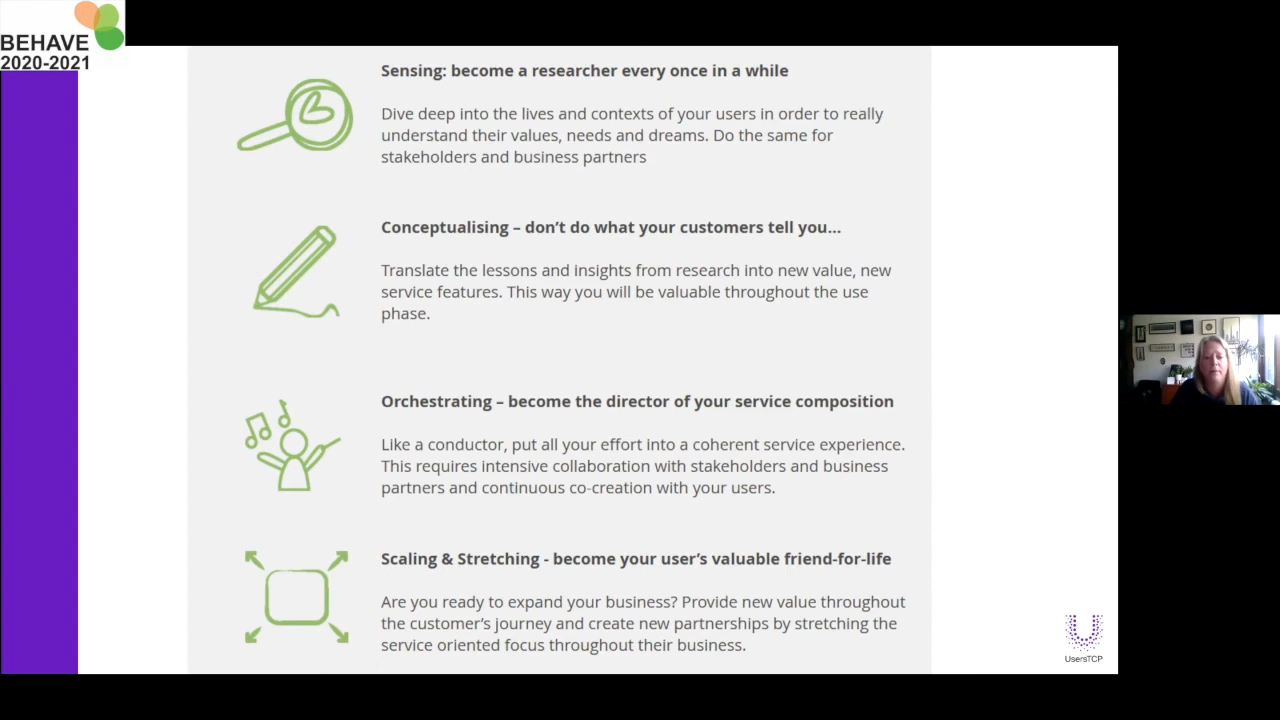 BEHAVE
2020-2021
Sensing: become a researcher every once in a while
Dive deep into the lives and contexts of your users in order to really
understand their values, needs and dreams. Do the same for
stakeholders and business partners
Conceptualising – don’t do what your customers tell you…
Translate the lessons and insights from research into new value, new
service features. This way you will be valuable throughout the use
phase.
Orchestrating – become the director of your service composition
Like a conductor, put all your effort into a coherent service experience.
This requires intensive collaboration with stakeholders and business
partners and continuous co-creation with your users.
Scaling & Stretching - become your user’s valuable friend-for-life
Are you ready to expand your business? Provide new value throughout
the customer’s journey and create new partnerships by stretching the
service oriented focus throughout their business.
UsersTCP